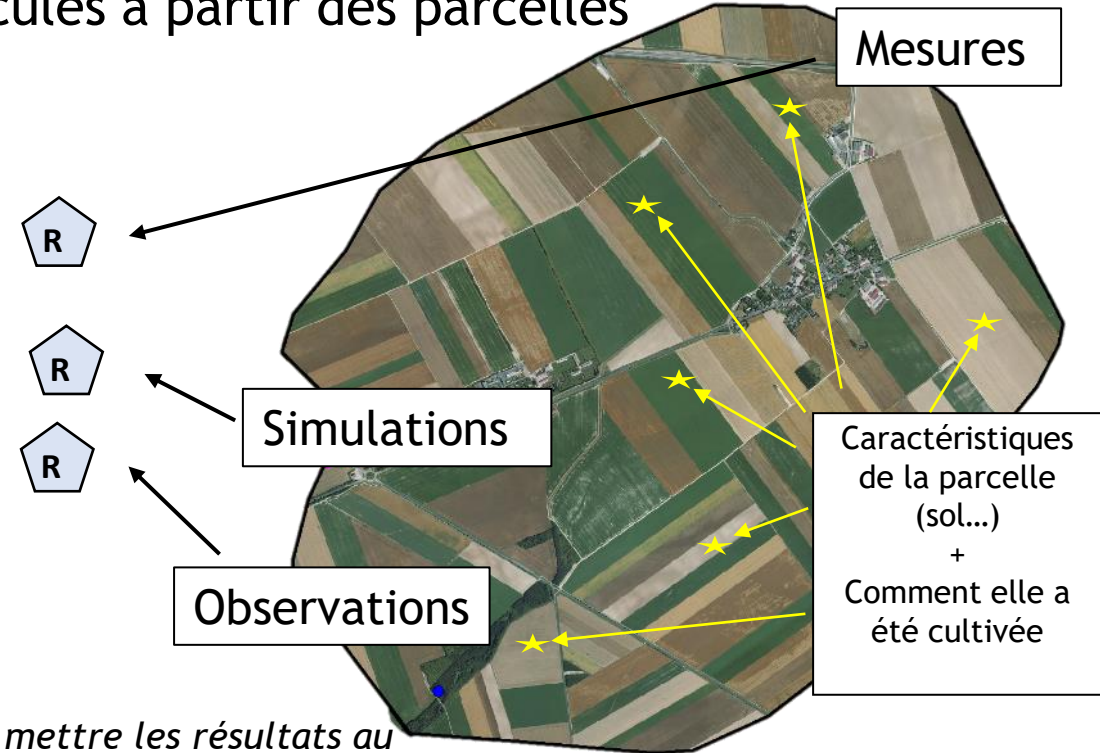 culés à partir des parcelles
Mesures
R
R
Simulations
R
Observations
Caractéristiques
de la parcelle
(sol…)
+
Comment elle a
été cultivée
mettre les résultats au